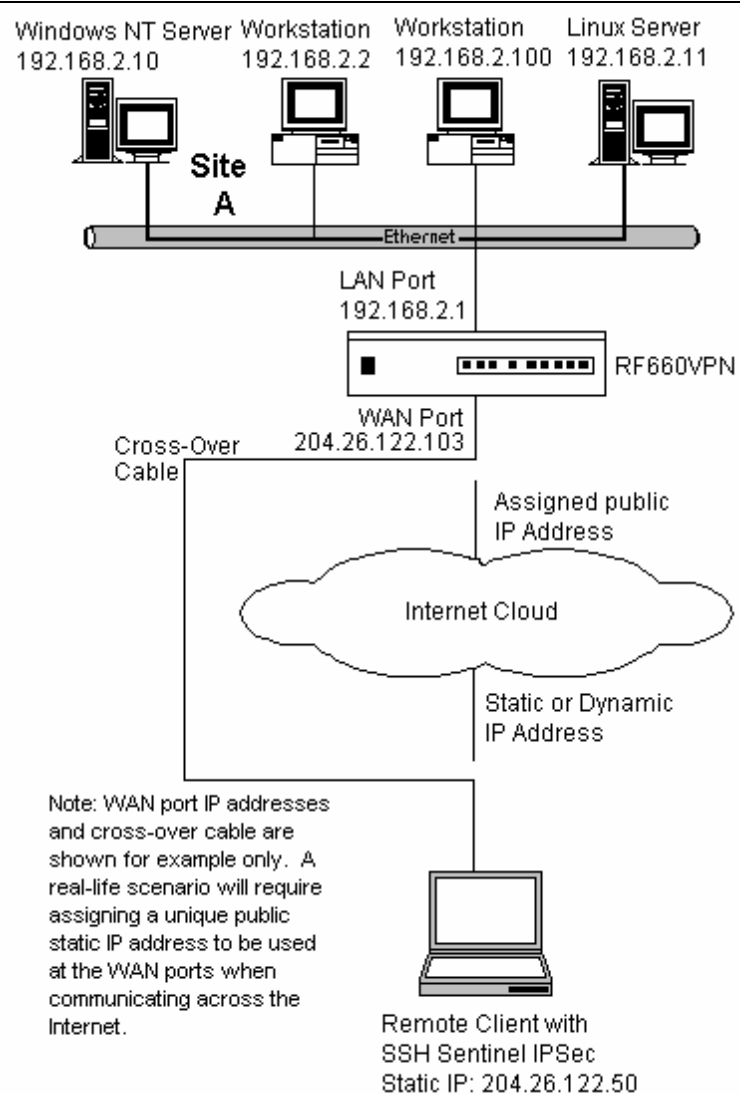 Windows NT Server
192.168.2.10
Workstation
192.168.2.2
Workstation
192.168.2.100
Linux Server
192.168.2.11
Site
A
Ethernet
LAN Port
192.168.2.1
RF660VPN
WAN Port
204.26.122.103
Cross-Over
Cable
Assigned public
IP Address
Internet Cloud
Static or Dynamic
IP Address
Note: WAN port IP addresses
and cross-over cable are
shown for example only.  A
real-life scenario will require
assigning a unique public
static IP address to be used
at the WAN ports when
communicating across the
Internet.
Remote Client with
SSH Sentinel IPSec
Static IP: 204.26.122.50